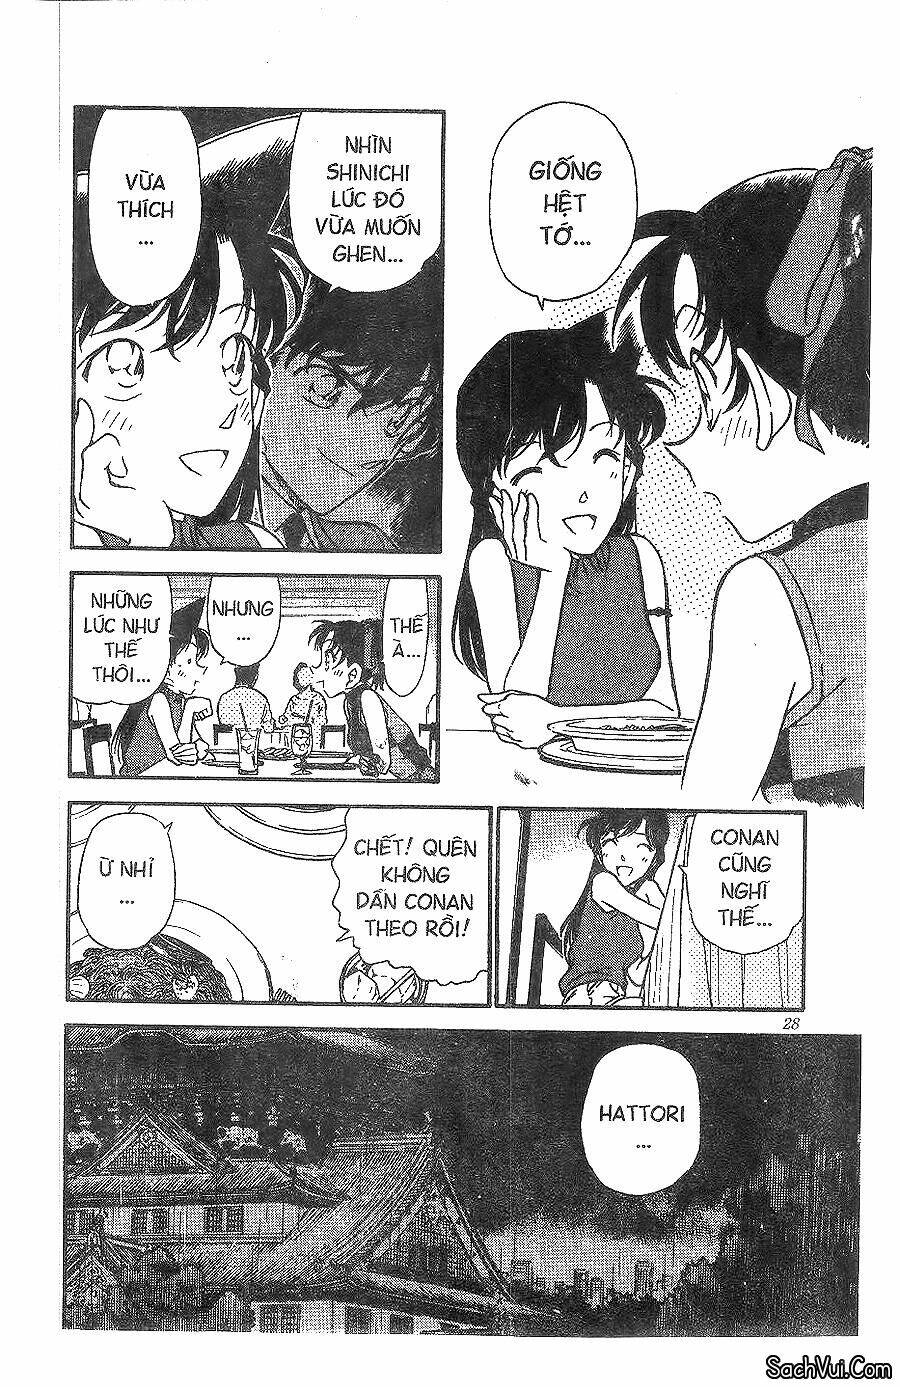 GIỐNG
HỆT
TỚ...
NHÌN
SHINICHI
LÚC ĐÓ
VỪA MUỐN
GHEN...
VỪA
THÍCH
...
THẾ
À...
NHƯNG
...
NHỮNG
LÚC NHƯ
THẾ
THÔI...
CONAN
CŨNG
NGHĨ
THẾ...
CHẾT! QUÊN
KHÔNG
DẪN CONAN
THEO RỒI!
Ừ NHỈ
...
28
HATTORI
...
SachVui.Com